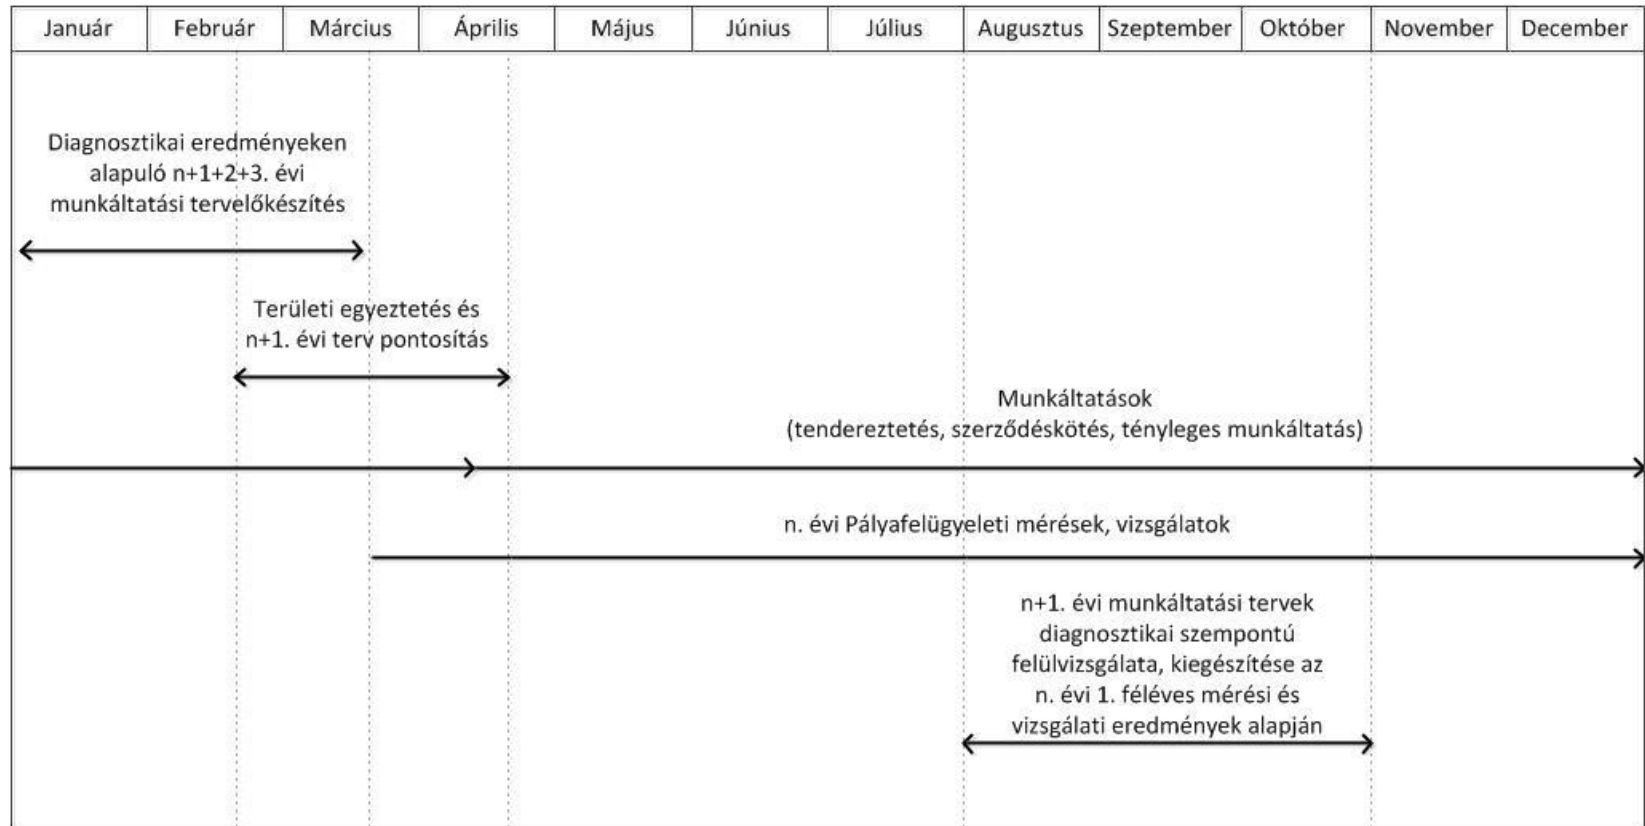 Január Február Március Április Május Június Július Augusztus Szeptember Október November December
Diagnosztikai eredményeken
alapuló n+1+2+3. évi
munkáltatási tervelőkészítés
Területi egyeztetés és
n+1. évi terv pontosítás
Munkáltatások
(tendereztetés, szerződéskötés, tényleges munkáltatás)
n. évi Pályafelügyeleti mérések, vizsgálatok
n+1. évi munkáltatási tervek
diagnosztikai szempontú
felülvizsgálata, kiegészítése az
n. évi 1. féléves mérési és
vizsgálati eredmények alapján